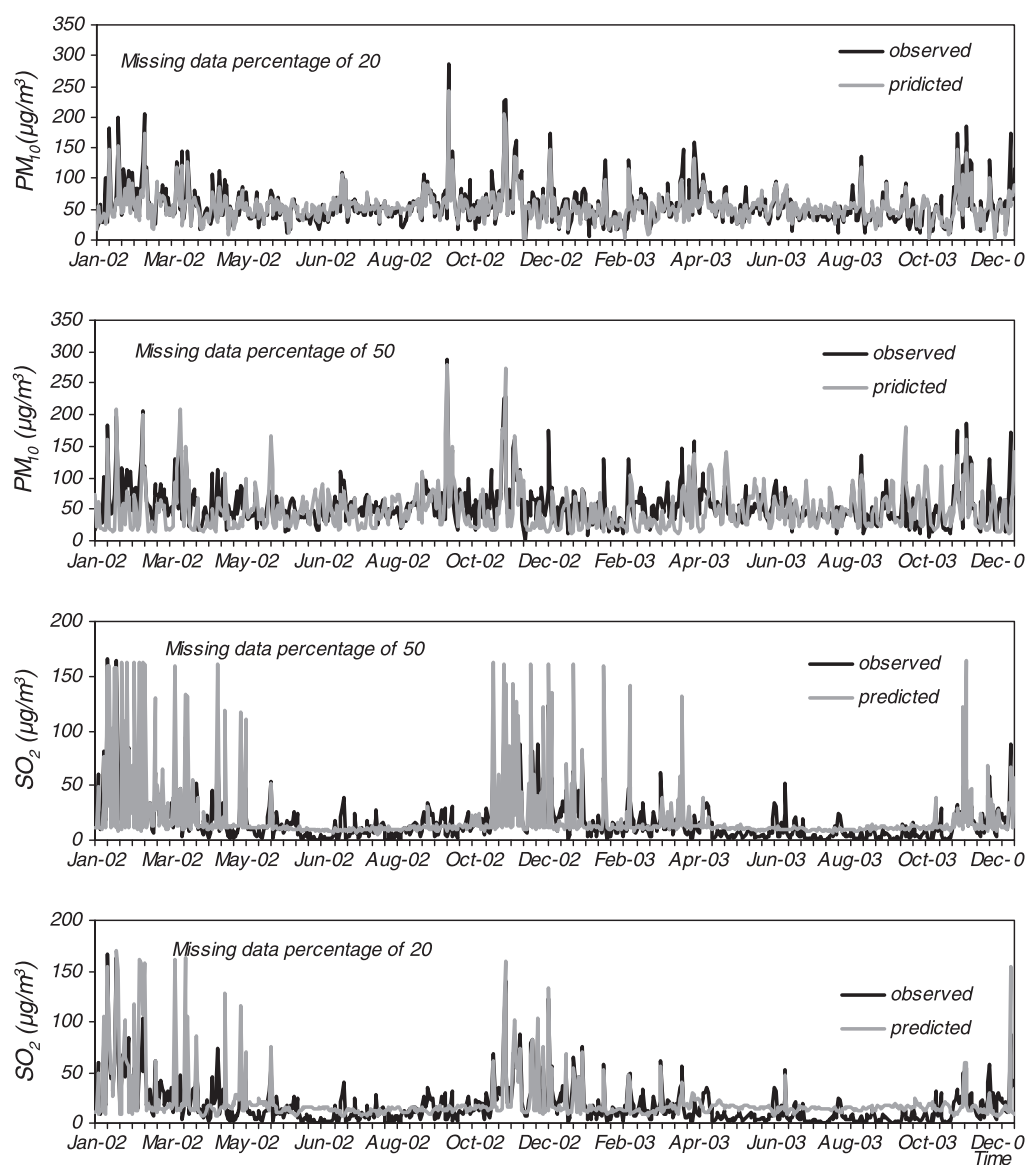 350
300
250
200
150
100
50
0
PM10(μg/m3)
Missing data percentage of 20
observed
pridicted
Jan-02 Mar-02 May-02 Jun-02 Aug-02 Oct-02 Dec-02 Feb-03 Apr-03 Jun-03 Aug-03 Oct-03 Dec-0
350
300
250
200
150
100
50
0
PM10 (μg/m3)
Missing data percentage of 50
observed
pridicted
Jan-02 Mar-02 May-02 Jun-02 Aug-02 Oct-02 Dec-02 Feb-03 Apr-03 Jun-03 Aug-03 Oct-03 Dec-0
200
150
100
50
0
SO2 (μg/m3)
Missing data percentage of 50
observed
predicted
Jan-02 Mar-02 May-02 Jun-02 Aug-02 Oct-02 Dec-02 Feb-03 Apr-03 Jun-03 Aug-03 Oct-03 Dec-0
200
150
100
50
0
SO2 (μg/m3)
Missing data percentage of 20
observed
predicted
Jan-02 Mar-02 May-02 Jun-02 Aug-02 Oct-02 Dec-02 Feb-03 Apr-03 Jun-03 Aug-03 Oct-03 Dec-0
Time